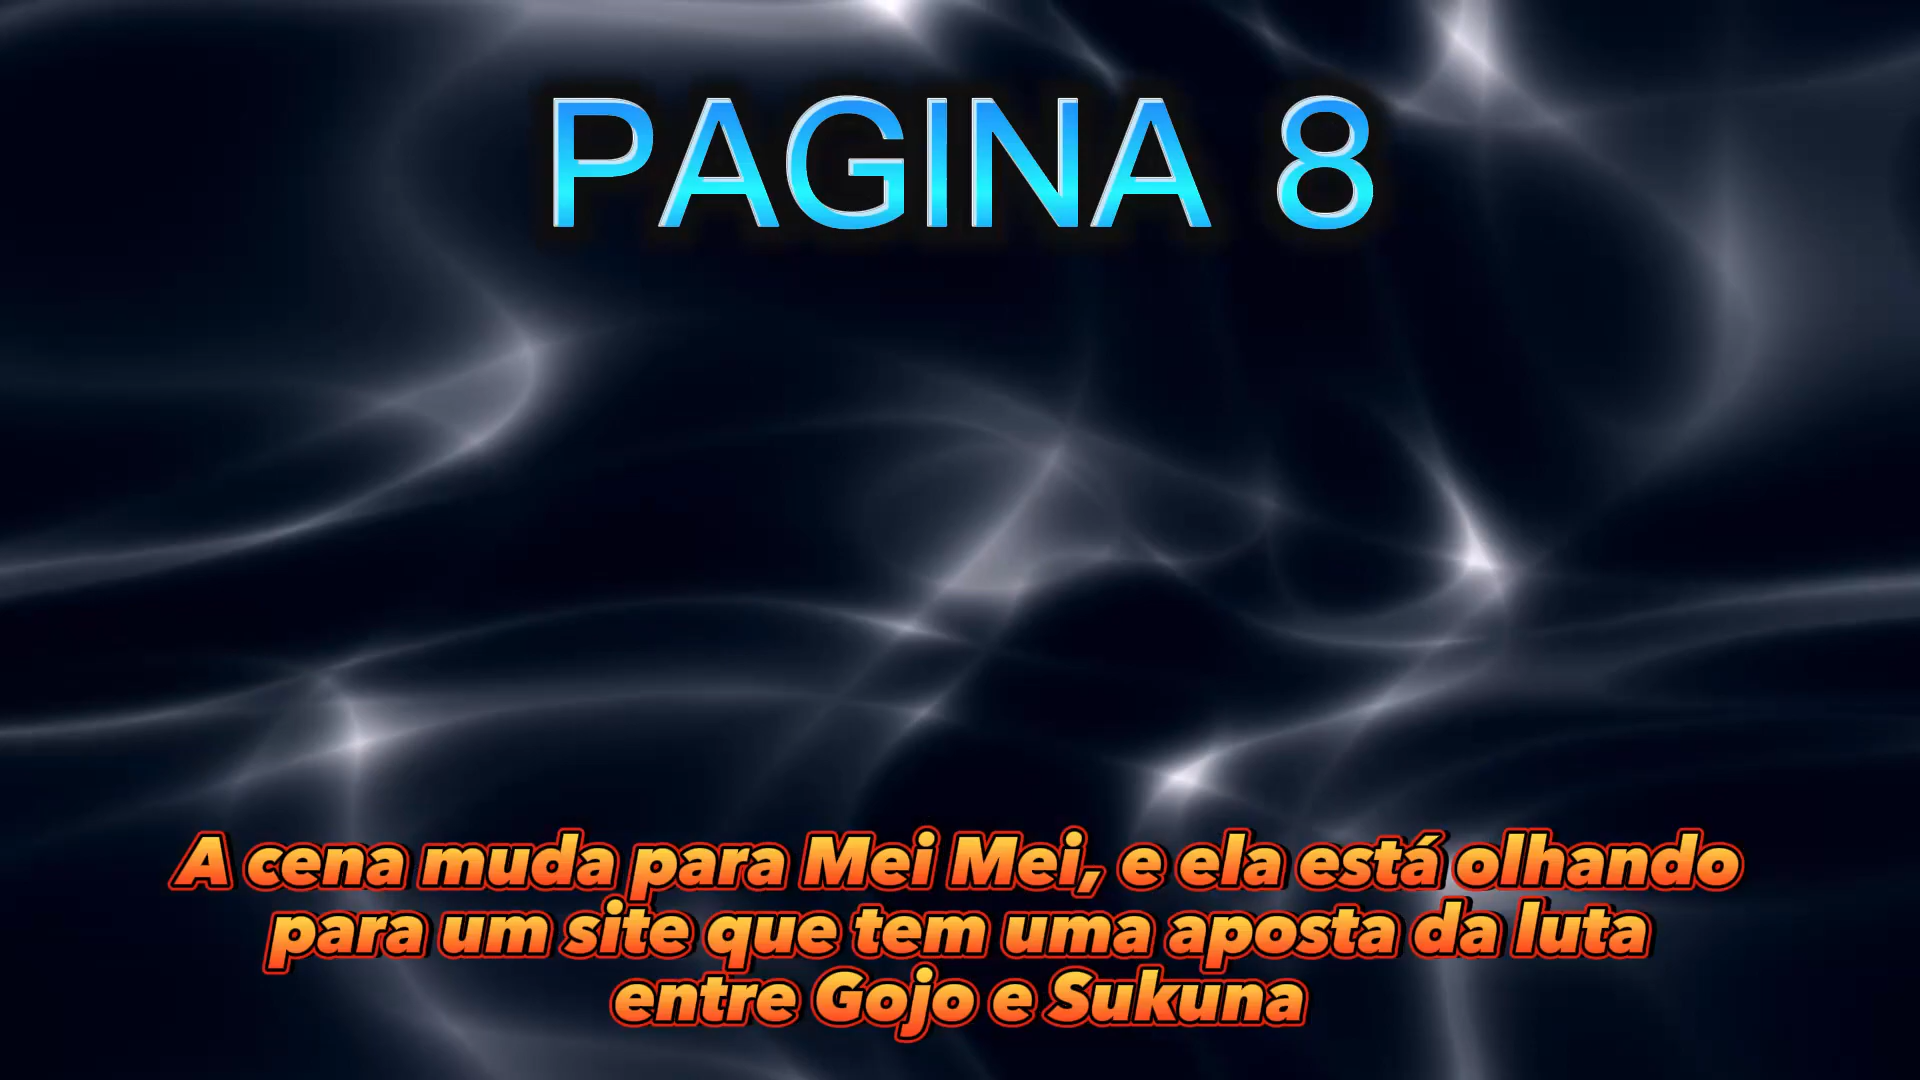 PAGINA 8
A cena muda para Mei Mei, e ela está olhando
para um site que tem uma aposta da luta
entre Gojo e Sukuna